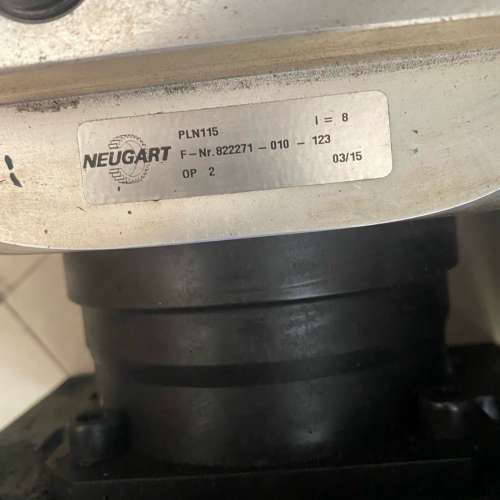 PLN115 I = 8
NEUGART F-Nr. 822271-010-123
OP 2 03/15